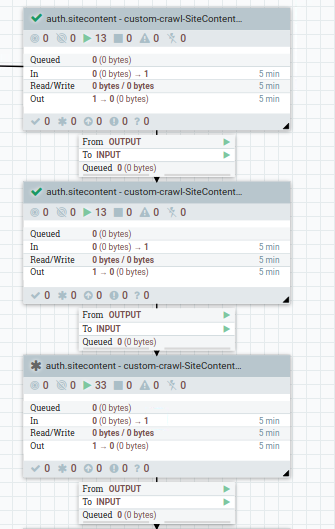 auth.sitecontent - custom-crawl-SiteContent...
0 0 13 0 0 0
Queued 0 (0 bytes)
In 0 (0 bytes) → 1 5 min
Read/Write 0 bytes / 0 bytes 5 min
Out 1 → 0 (0 bytes) 5 min
0 0 0 0 ? 0
From OUTPUT
To INPUT
Queued 0 (0 bytes)
auth.sitecontent - custom-crawl-SiteContent...
0 0 13 0 0 0
Queued 0 (0 bytes)
In 0 (0 bytes) → 1 5 min
Read/Write 0 bytes / 0 bytes 5 min
Out 1 → 0 (0 bytes) 5 min
0 0 0 0 ? 0
From OUTPUT
To INPUT
Queued 0 (0 bytes)
auth.sitecontent - custom-crawl-SiteContent...
0 0 33 0 0 0
Queued 0 (0 bytes)
In 0 (0 bytes) → 1 5 min
Read/Write 0 bytes / 0 bytes 5 min
Out 1 → 0 (0 bytes) 5 min
0 0 0 0 ? 0
From OUTPUT
To INPUT
Queued 0 (0 bytes)